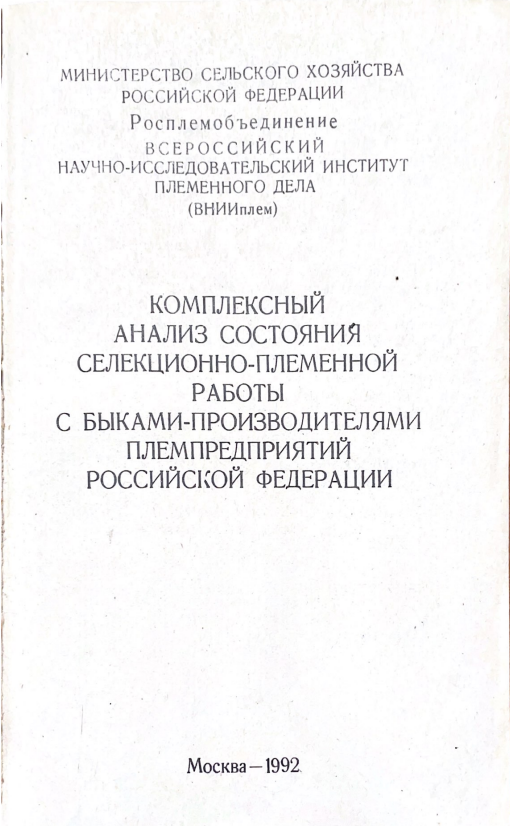 МИНИСТЕРСТВО СЕЛЬСКОГО ХОЗЯЙСТВА
РОССИЙСКОЙ ФЕДЕРАЦИИ
Росплемобъединение
ВСЕРОССИЙСКИЙ
НАУЧНО-ИССЛЕДОВАТЕЛЬСКИЙ ИНСТИТУТ
ПЛЕМЕННОГО ДЕЛА
(ВНИИплем)
КОМПЛЕКСНЫЙ
АНАЛИЗ СОСТОЯНИЯ
СЕЛЕКЦИОННО-ПЛЕМЕННОЙ
РАБОТЫ
С БЫКАМИ-ПРОИЗВОДИТЕЛЯМИ
ПЛЕМПРЕДПРИЯТИЙ
РОССИЙСКОЙ ФЕДЕРАЦИИ
Москва—1992